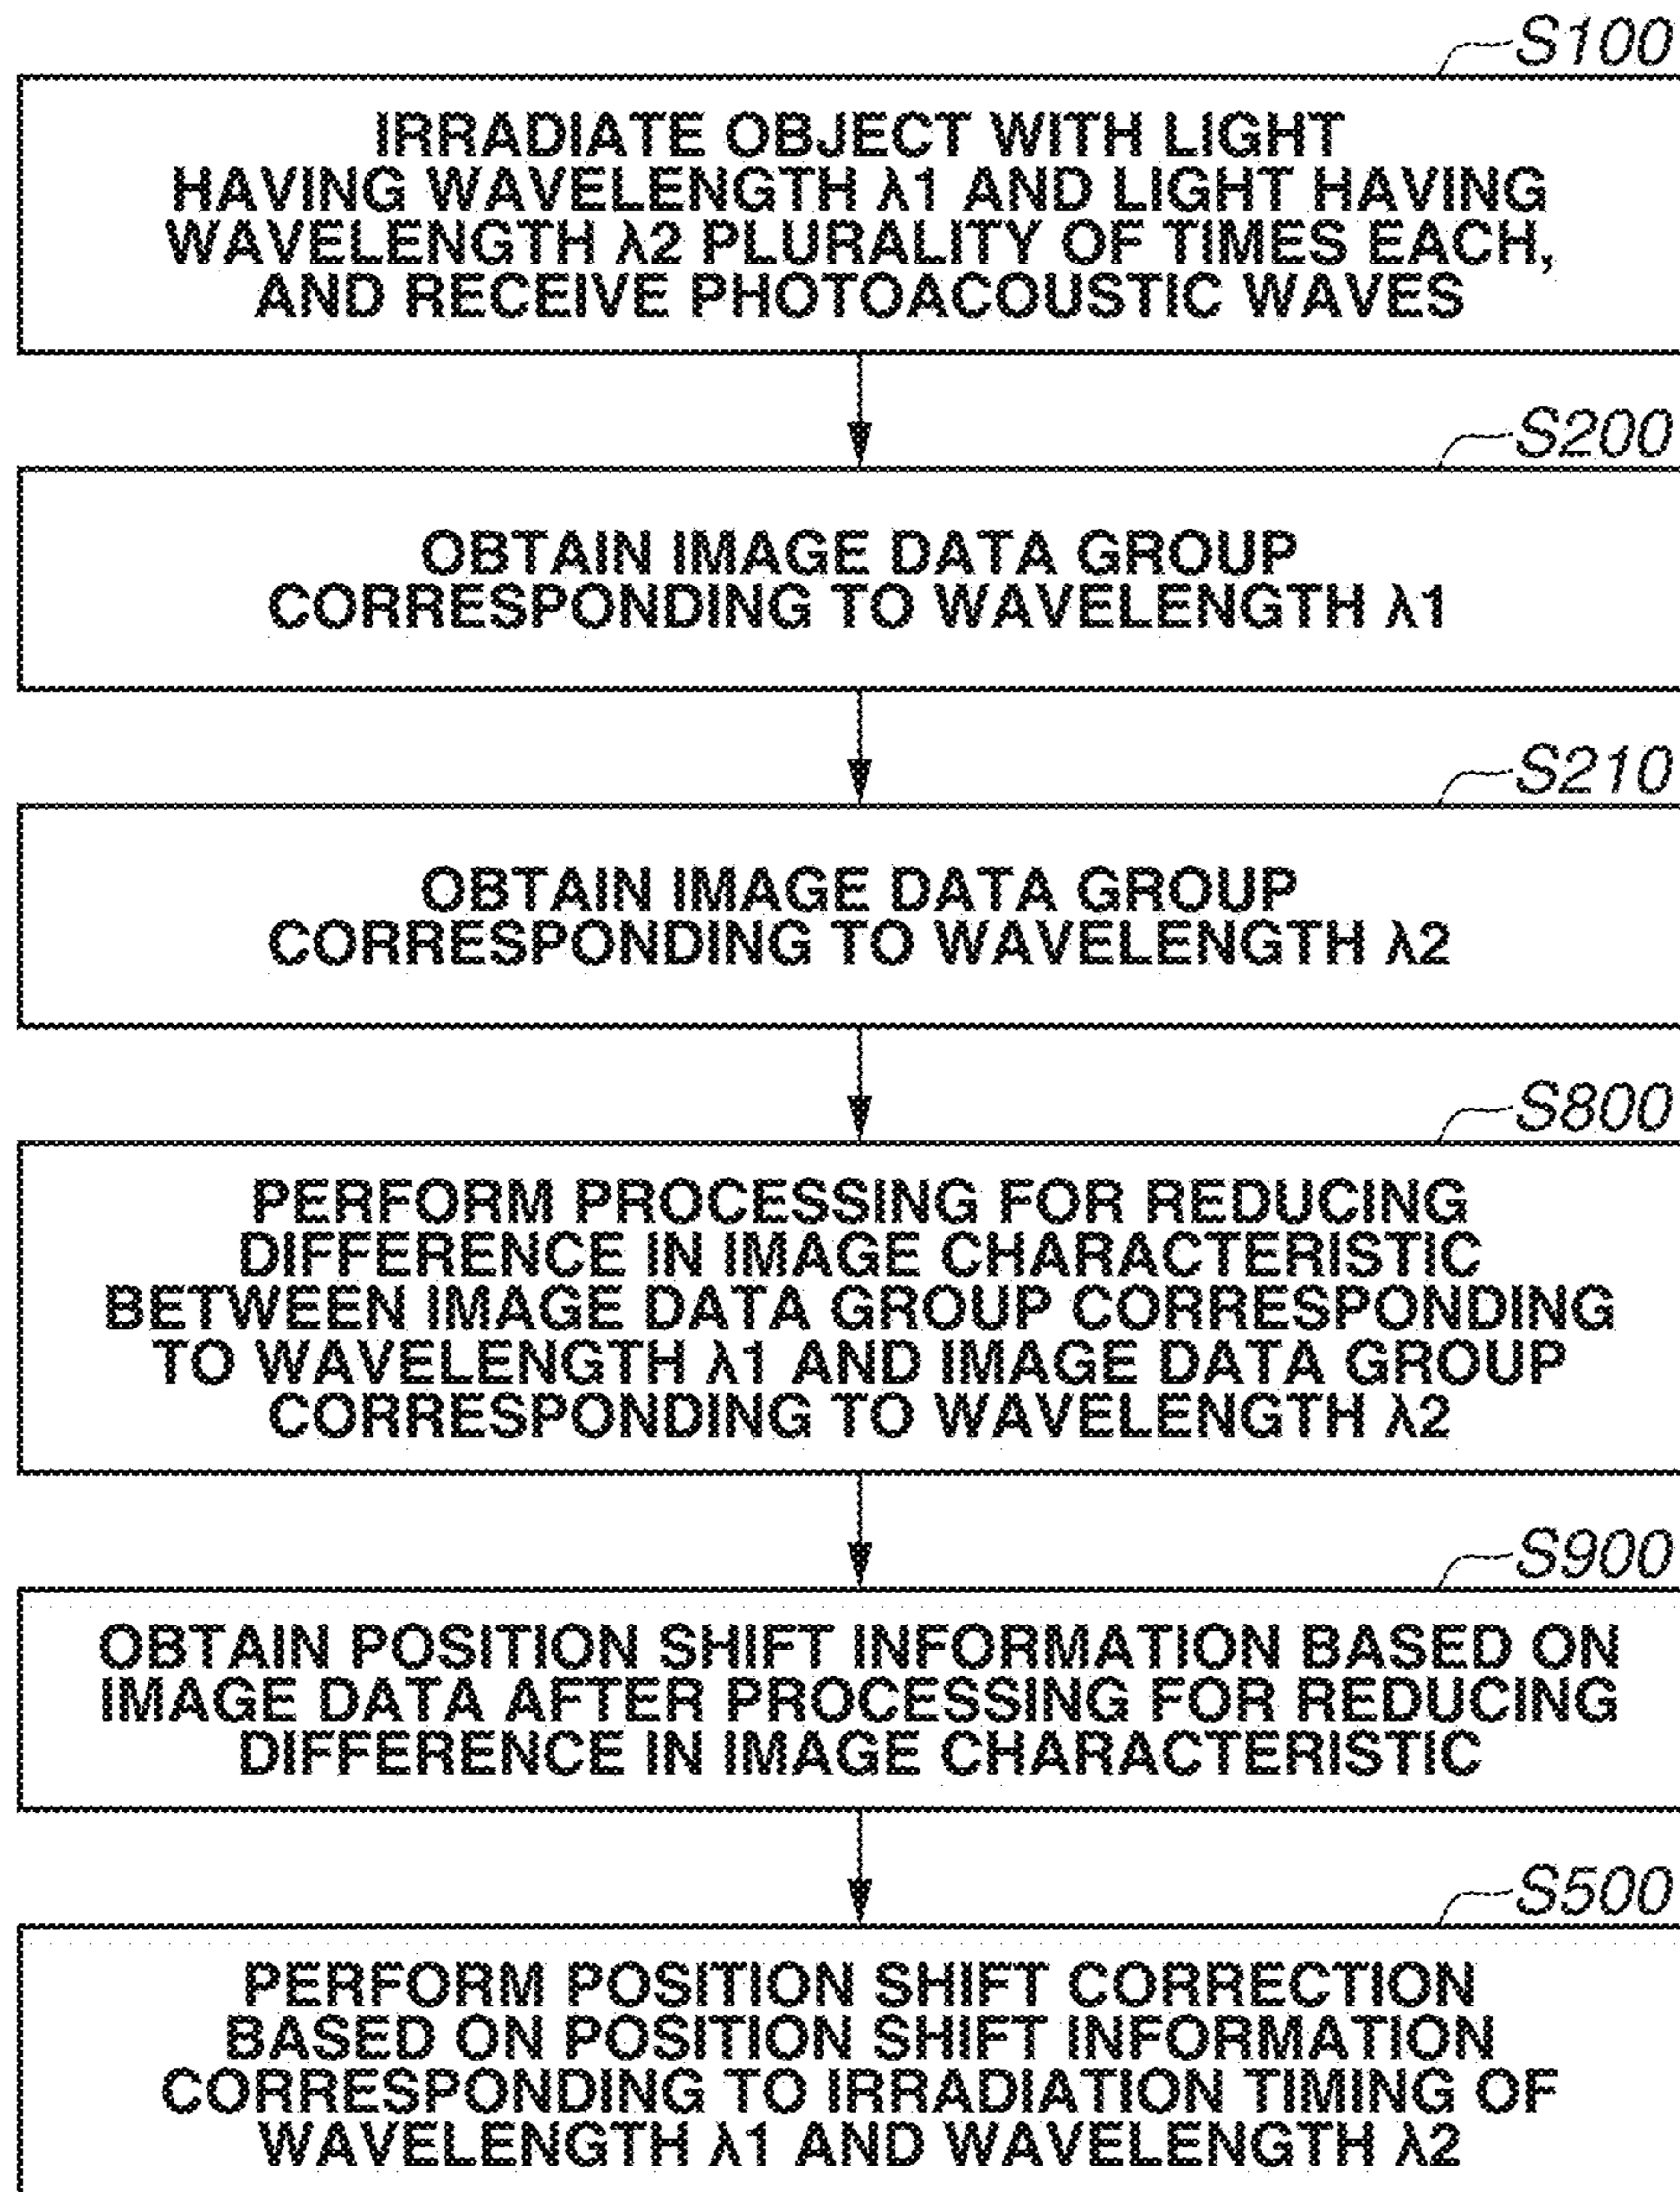 S100
IRRADIATE OBJECT WITH LIGHT
HAVING WAVELENGTH λ1 AND LIGHT HAVING
WAVELENGTH λ2 PLURALITY OF TIMES EACH,
AND RECEIVE PHOTOACOUSTIC WAVES
S200
OBTAIN IMAGE DATA GROUP
CORRESPONDING TO WAVELENGTH λ1
S210
OBTAIN IMAGE DATA GROUP
CORRESPONDING TO WAVELENGTH λ2
S800
PERFORM PROCESSING FOR REDUCING
DIFFERENCE IN IMAGE CHARACTERISTIC
BETWEEN IMAGE DATA GROUP CORRESPONDING
TO WAVELENGTH λ1 AND IMAGE DATA GROUP
CORRESPONDING TO WAVELENGTH λ2
S900
OBTAIN POSITION SHIFT INFORMATION BASED ON
IMAGE DATA AFTER PROCESSING FOR REDUCING
DIFFERENCE IN IMAGE CHARACTERISTIC
S500
PERFORM POSITION SHIFT CORRECTION
BASED ON POSITION SHIFT INFORMATION
CORRESPONDING TO IRRADIATION TIMING OF
WAVELENGTH λ1 AND WAVELENGTH λ2